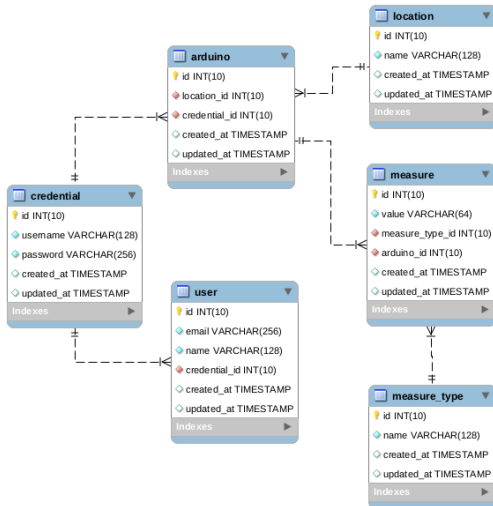 location
id INT(10)
name VARCHAR(128)
created_at TIMESTAMP
updated_at TIMESTAMP
arduino
id INT(10)
location_id INT(10)
credential_id INT(10)
created_at TIMESTAMP
updated_at TIMESTAMP
Indexes
measure
id INT(10)
value VARCHAR(64)
measure_type_id INT(10)
arduino_id INT(10)
created_at TIMESTAMP
updated_at TIMESTAMP
Indexes
credential
id INT(10)
username VARCHAR(128)
password VARCHAR(256)
created_at TIMESTAMP
updated_at TIMESTAMP
Indexes
user
id INT(10)
email VARCHAR(256)
name VARCHAR(128)
credential_id INT(10)
created_at TIMESTAMP
updated_at TIMESTAMP
Indexes
measure_type
id INT(10)
name VARCHAR(128)
created_at TIMESTAMP
updated_at TIMESTAMP
Indexes